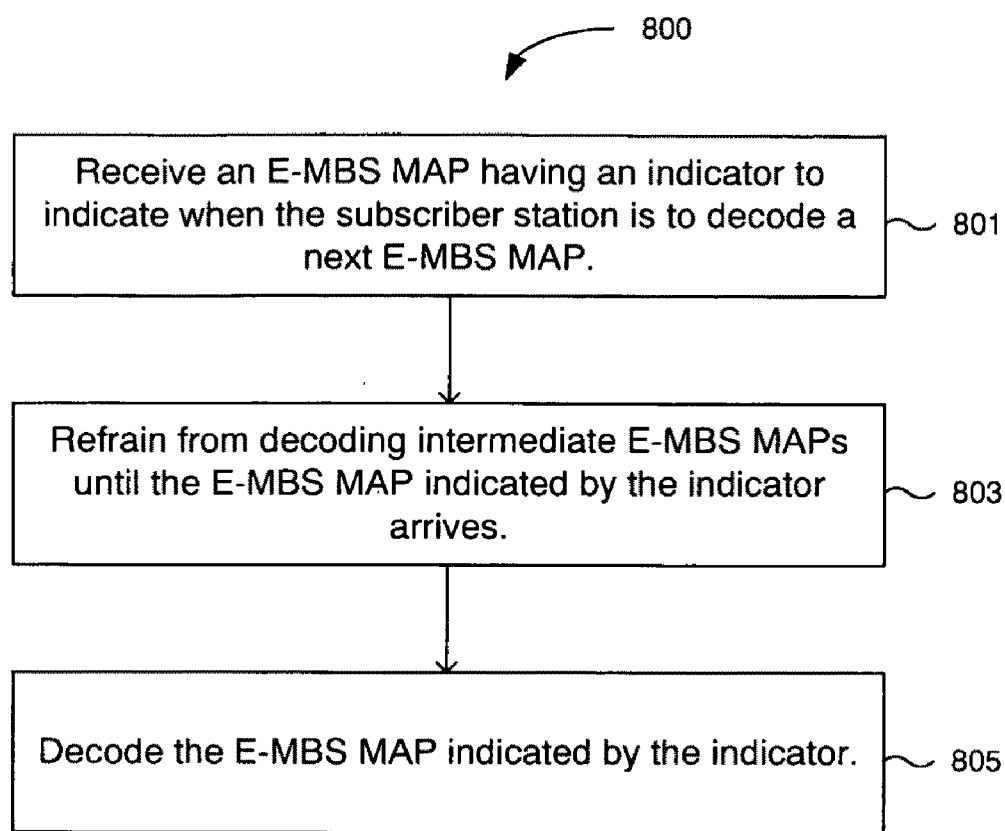 800
Receive an E-MBS MAP having an indicator to
indicate when the subscriber station is to decode a
next E-MBS MAP.
801
Refrain from decoding intermediate E-MBS MAPs
until the E-MBS MAP indicated by the indicator
arrives.
803
Decode the E-MBS MAP indicated by the indicator.
805